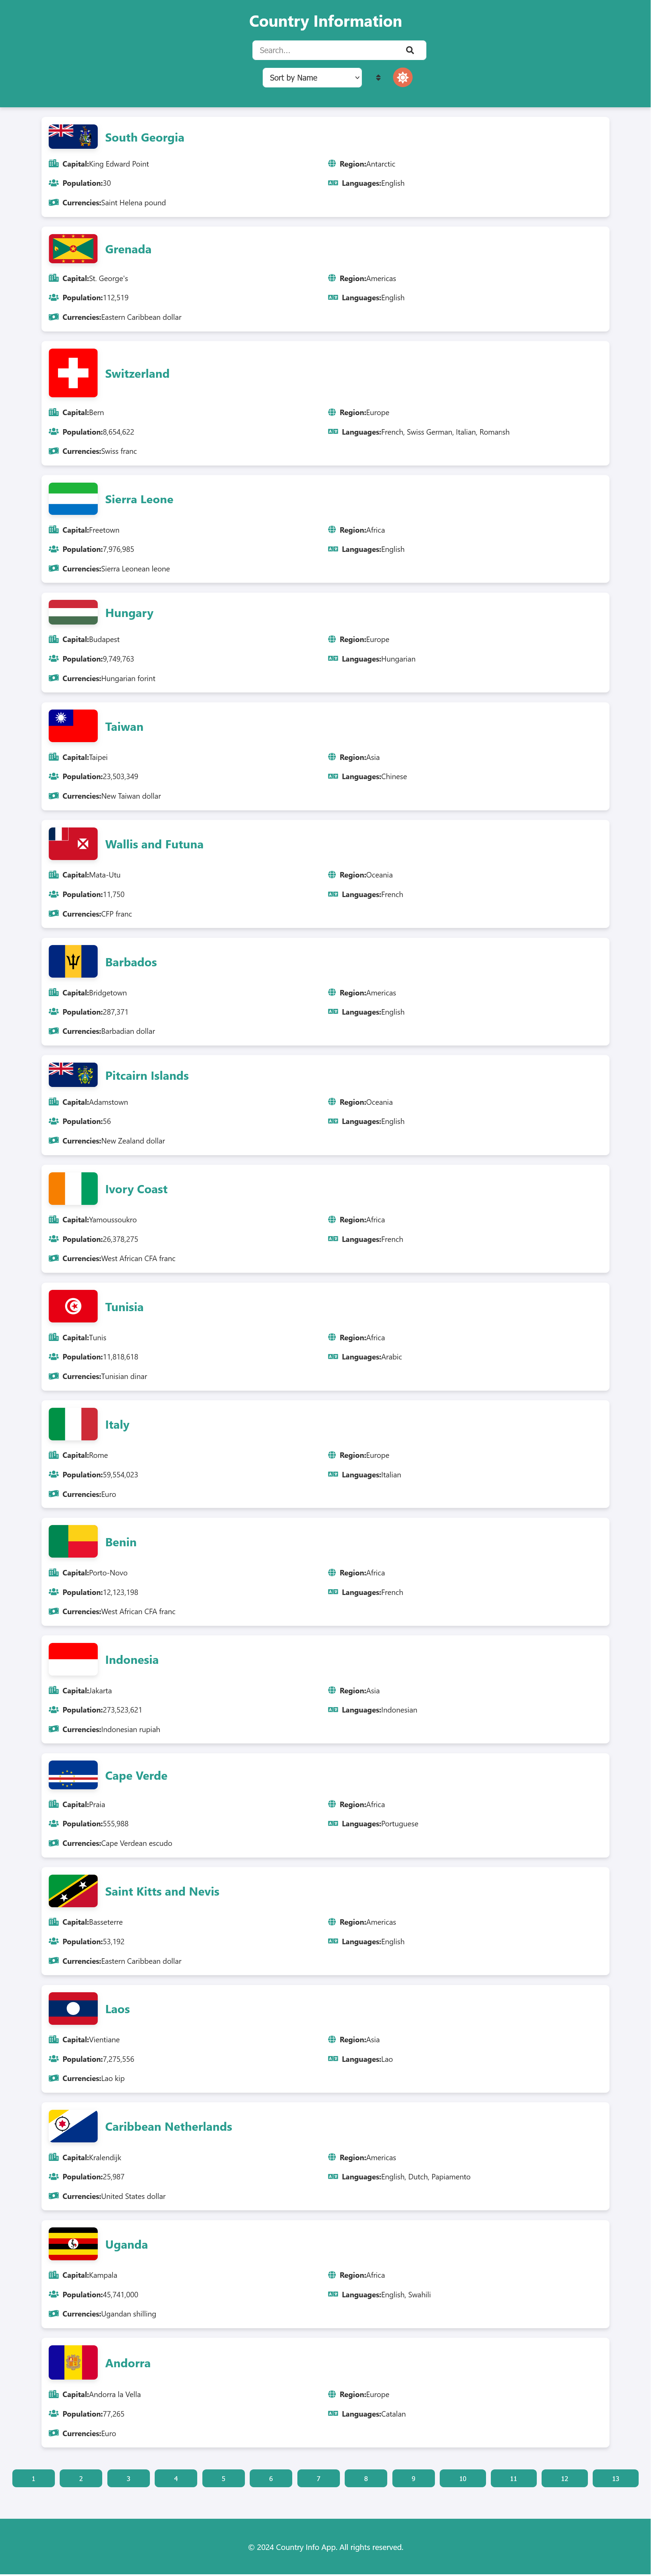 Country Information
Search...
Sort by Name
South Georgia
Capital:King Edward Point Region:Antarctic
Population:30 Languages:English
Currencies:Saint Helena pound
Grenada
Capital:St. George's Region:Americas
Population:112,519 Languages:English
Currencies:Eastern Caribbean dollar
Switzerland
Capital:Bern Region:Europe
Population:8,654,622 Languages:French, Swiss German, Italian, Romansh
Currencies:Swiss franc
Sierra Leone
Capital:Freetown Region:Africa
Population:7,976,985 Languages:English
Currencies:Sierra Leonean leone
Hungary
Capital:Budapest Region:Europe
Population:9,749,763 Languages:Hungarian
Currencies:Hungarian forint
Taiwan
Capital:Taipei Region:Asia
Population:23,503,349 Languages:Chinese
Currencies:New Taiwan dollar
Wallis and Futuna
Capital:Mata-Utu Region:Oceania
Population:11,750 Languages:French
Currencies:CFP franc
Barbados
Capital:Bridgetown Region:Americas
Population:287,371 Languages:English
Currencies:Barbadian dollar
Pitcairn Islands
Capital:Adamstown Region:Oceania
Population:56 Languages:English
Currencies:New Zealand dollar
Ivory Coast
Capital:Yamoussoukro Region:Africa
Population:26,378,275 Languages:French
Currencies:West African CFA franc
Tunisia
Capital:Tunis Region:Africa
Population:11,818,618 Languages:Arabic
Currencies:Tunisian dinar
Italy
Capital:Rome Region:Europe
Population:59,554,023 Languages:Italian
Currencies:Euro
Benin
Capital:Porto-Novo Region:Africa
Population:12,123,198 Languages:French
Currencies:West African CFA franc
Indonesia
Capital:Jakarta Region:Asia
Population:273,523,621 Languages:Indonesian
Currencies:Indonesian rupiah
Cape Verde
Capital:Praia Region:Africa
Population:555,988 Languages:Portuguese
Currencies:Cape Verdean escudo
Saint Kitts and Nevis
Capital:Basseterre Region:Americas
Population:53,192 Languages:English
Currencies:Eastern Caribbean dollar
Laos
Capital:Vientiane Region:Asia
Population:7,275,556 Languages:Lao
Currencies:Lao kip
Caribbean Netherlands
Capital:Kralendijk Region:Americas
Population:25,987 Languages:English, Dutch, Papiamento
Currencies:United States dollar
Uganda
Capital:Kampala Region:Africa
Population:45,741,000 Languages:English, Swahili
Currencies:Ugandan shilling
Andorra
Capital:Andorra la Vella Region:Europe
Population:77,265 Languages:Catalan
Currencies:Euro
1 2 3 4 5 6 7 8 9 10 11 12 13
© 2024 Country Info App. All rights reserved.